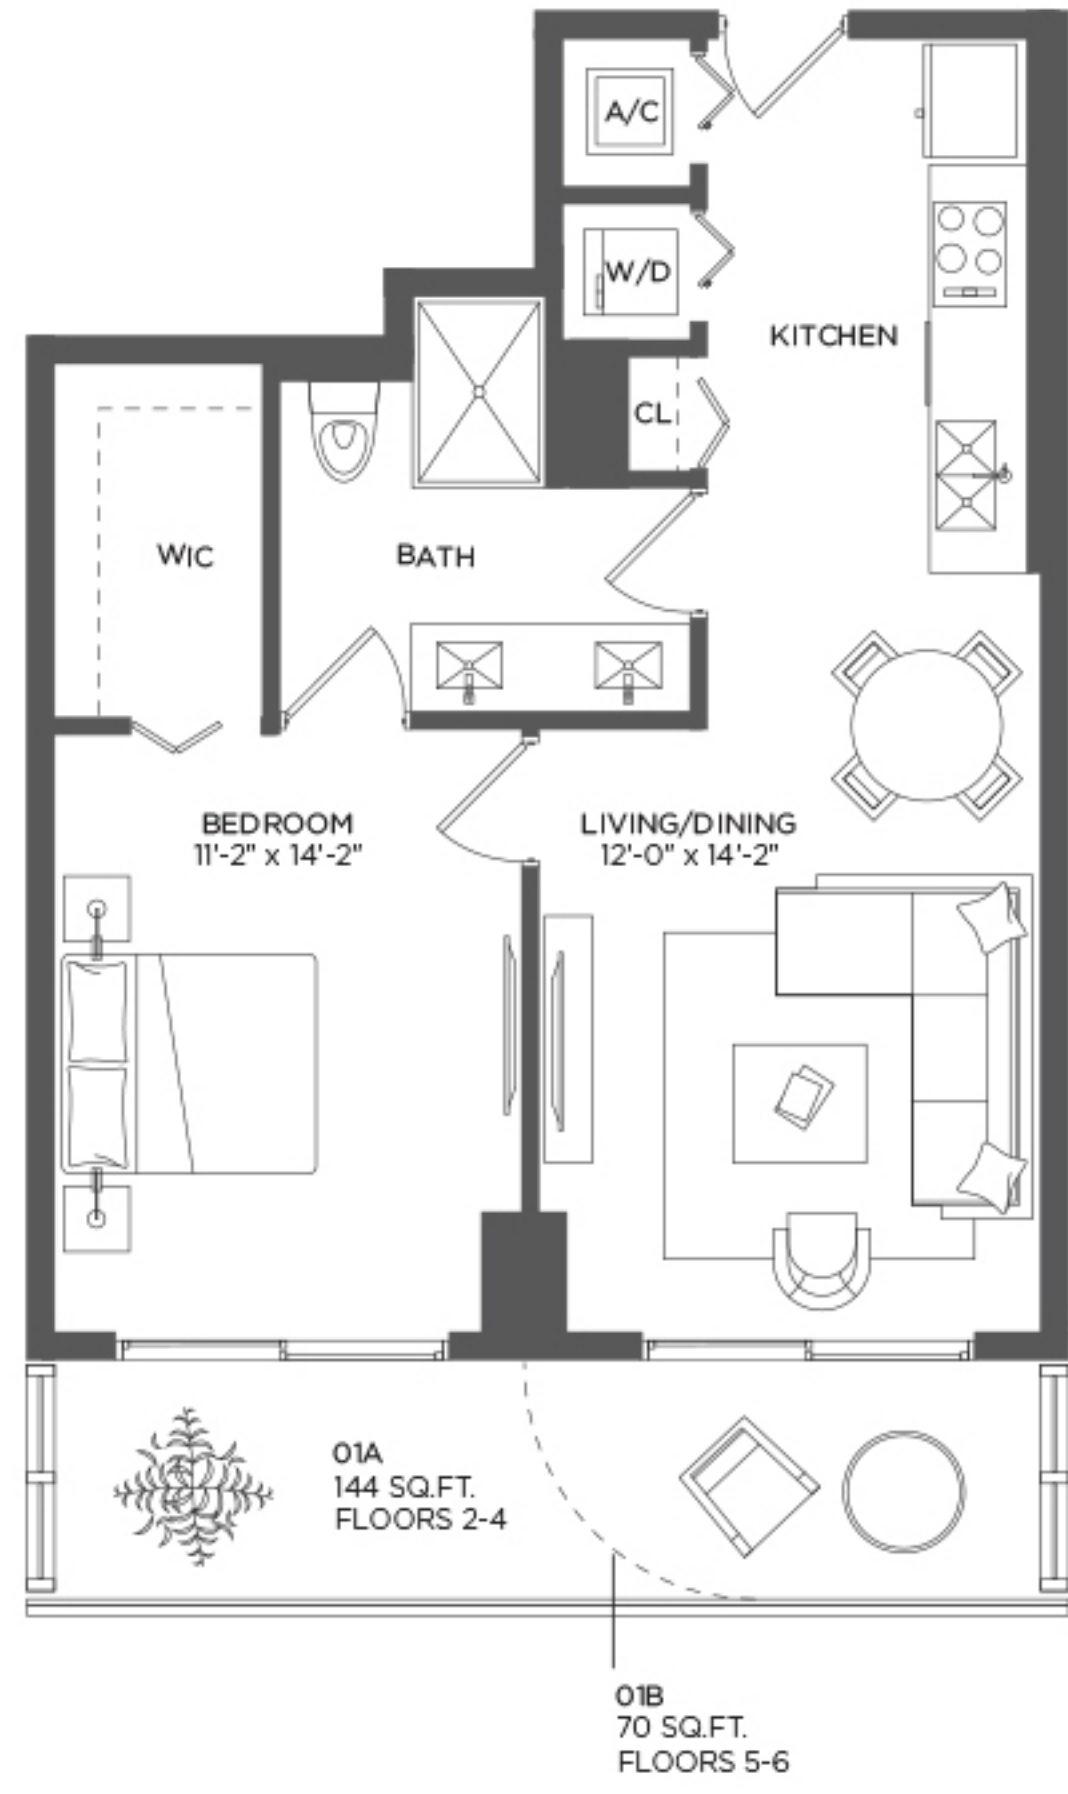 A/C
W/D
KITCHEN
CL
WIC
BATH
BEDROOM
11'-2" x 14'-2"
LIVING/DINING
12'-0" x 14'-2"
01A
144 SQ.FT.
FLOORS 2-4
01B
70 SQ.FT.
FLOORS 5-6